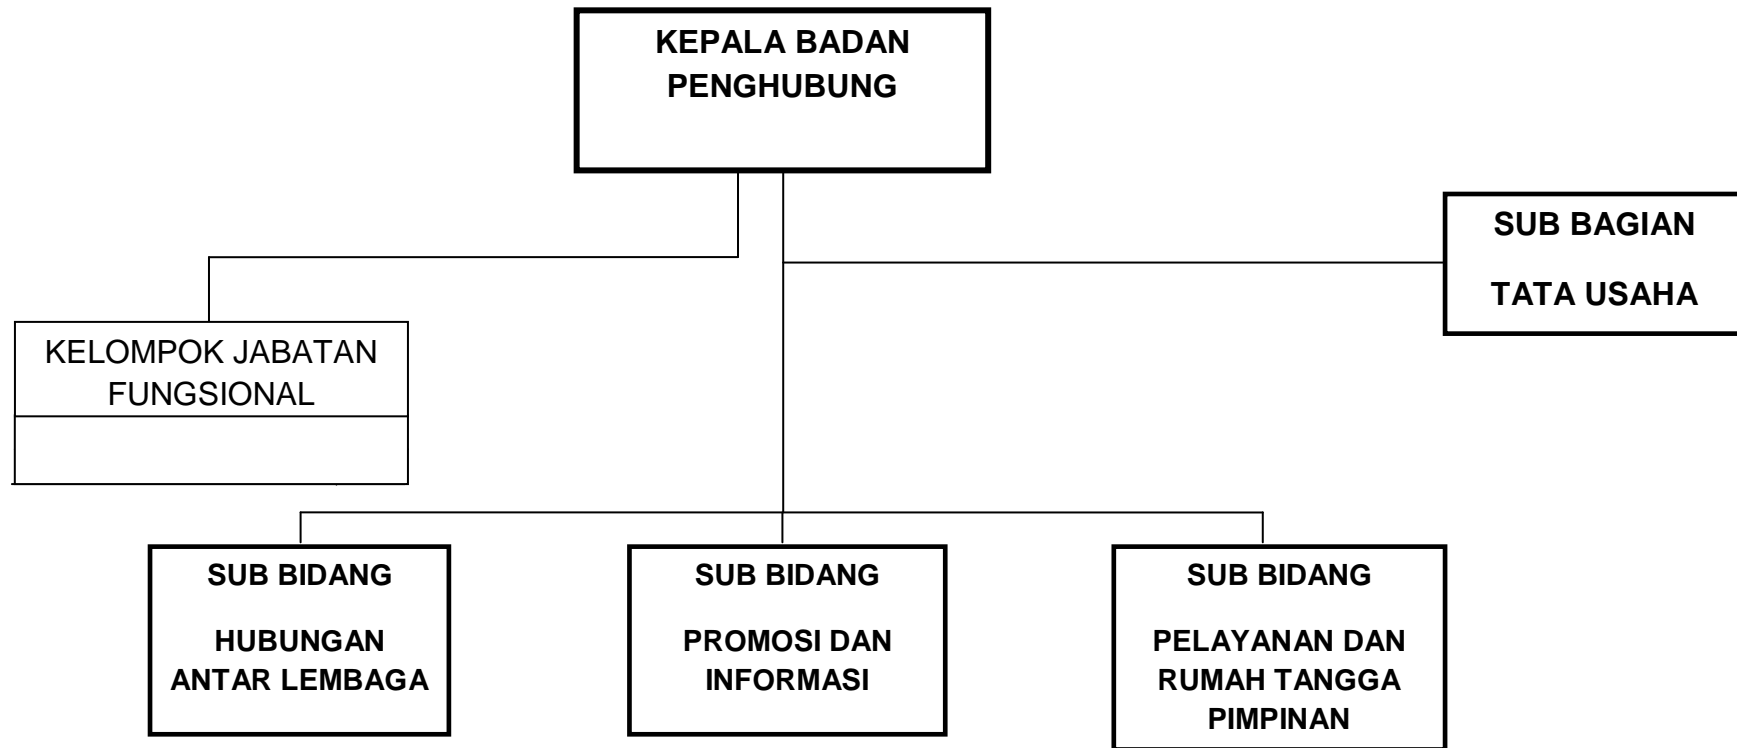 KEPALA BADAN
PENGHUBUNG
SUB BAGIAN
TATA USAHA
KELOMPOK JABATAN
FUNGSIONAL
SUB BIDANG
HUBUNGAN
ANTAR LEMBAGA
SUB BIDANG
PROMOSI DAN
INFORMASI
SUB BIDANG
PELAYANAN DAN
RUMAH TANGGA
PIMPINAN